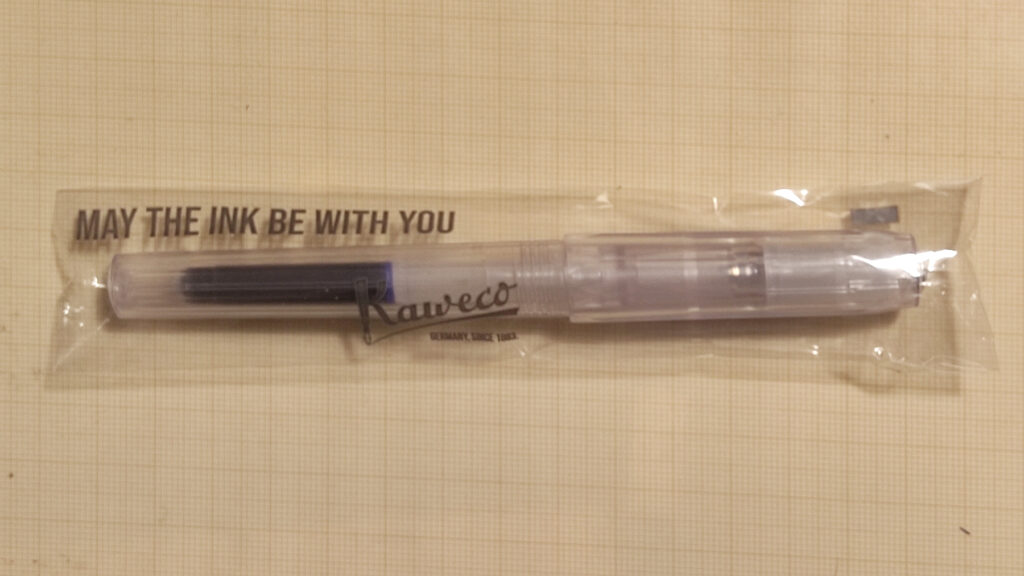 MAY THE INK BE WITH YOU
Kaweco
GERMANY, SINCE 1883